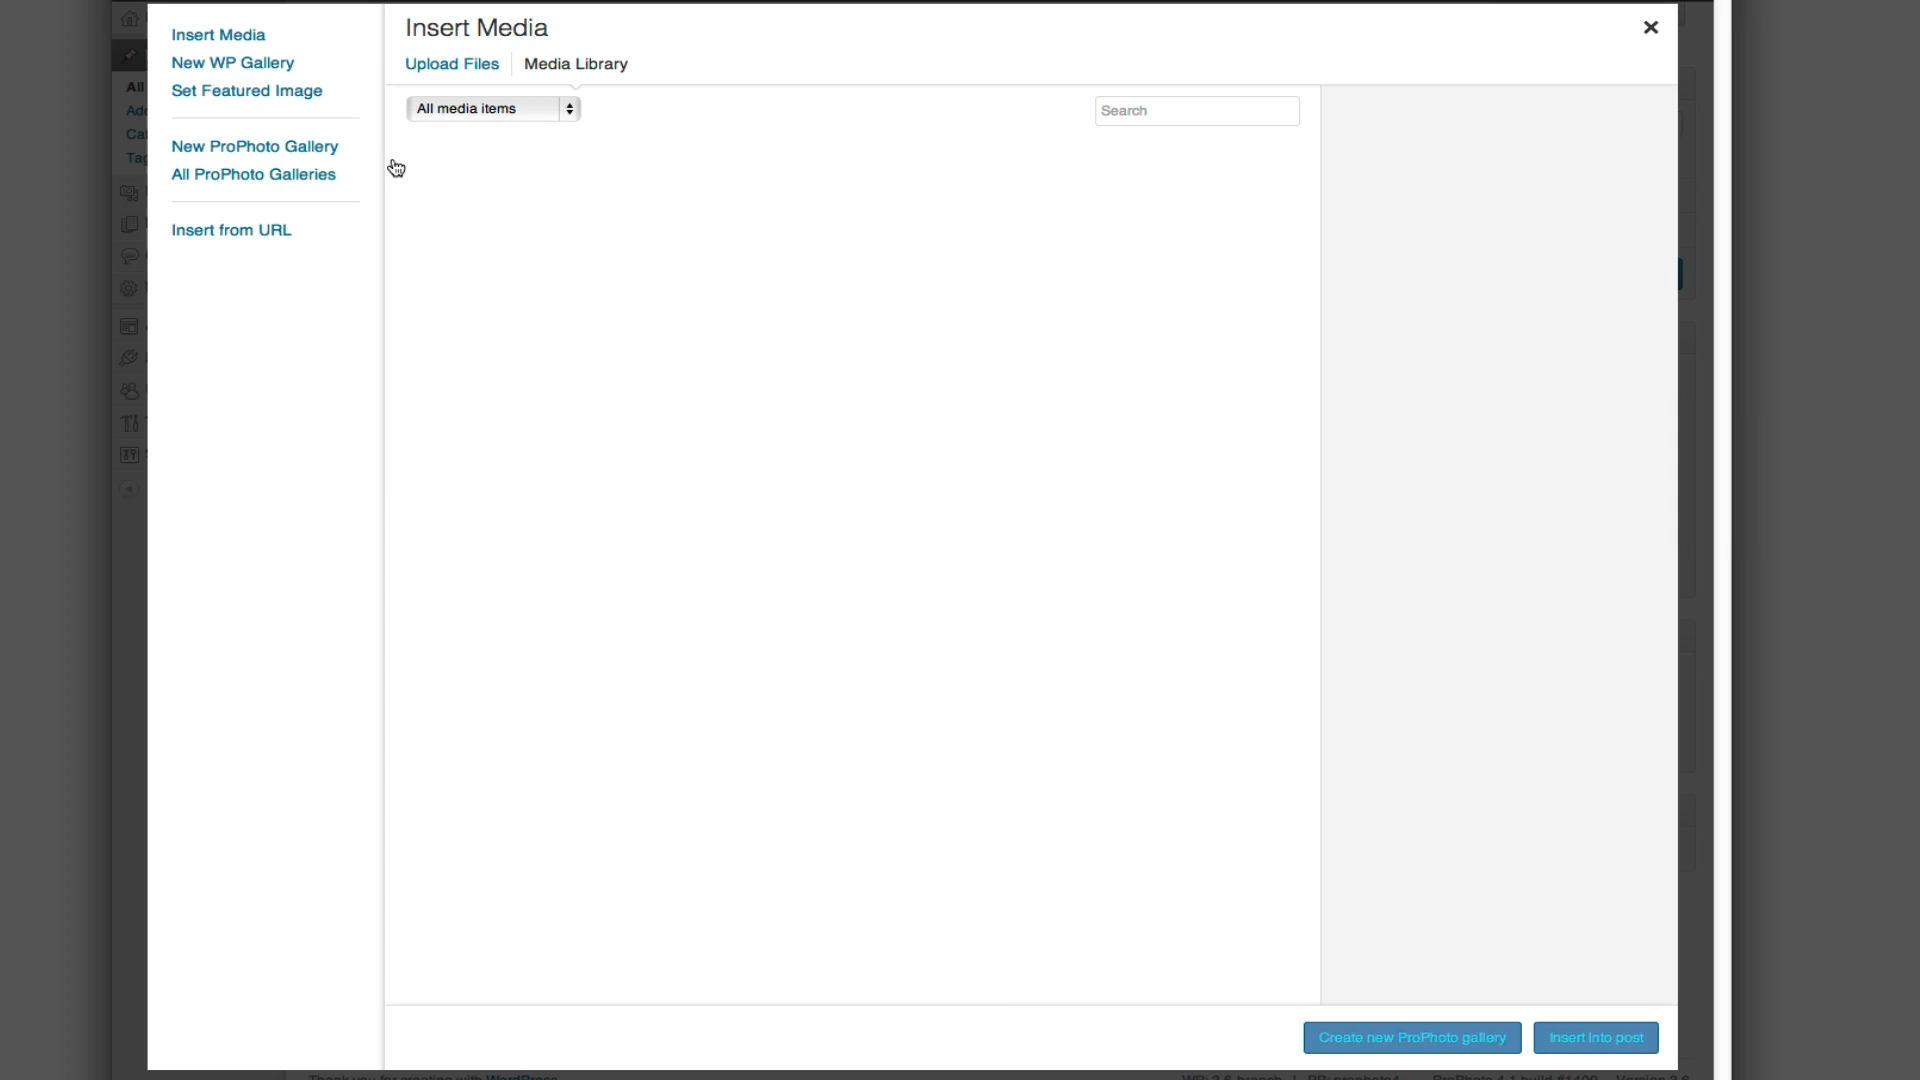 Insert Media
New WP Gallery
Set Featured Image
New ProPhoto Gallery
All ProPhoto Galleries
Insert from URL
Insert Media
Upload Files
Media Library
All media items
Search
Create new ProPhoto gallery
Insert into post
All